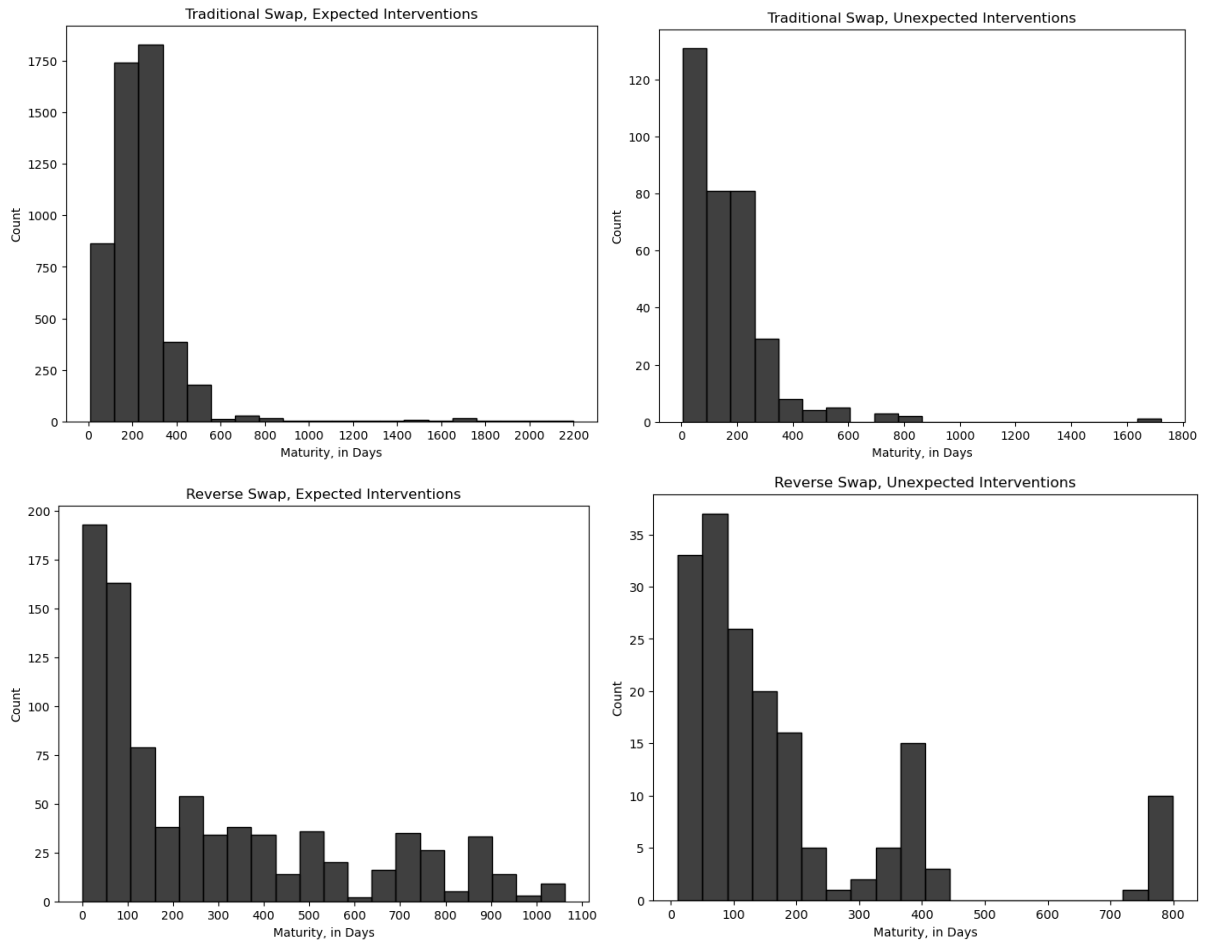 Traditional Swap, Expected Interventions
1750
1500
1250
1000
750
500
250
0
Count
0 200 400 600 800 1000 1200 1400 1600 1800 2000 2200
Maturity, in Days
Traditional Swap, Unexpected Interventions
120
100
80
60
40
20
0
Count
0 200 400 600 800 1000 1200 1400 1600 1800
Maturity, in Days
Reverse Swap, Expected Interventions
200
175
150
125
100
75
50
25
0
Count
0 100 200 300 400 500 600 700 800 900 1000 1100
Maturity, in Days
Reverse Swap, Unexpected Interventions
35
30
25
20
15
10
5
0
Count
0 100 200 300 400 500 600 700 800
Maturity, in Days